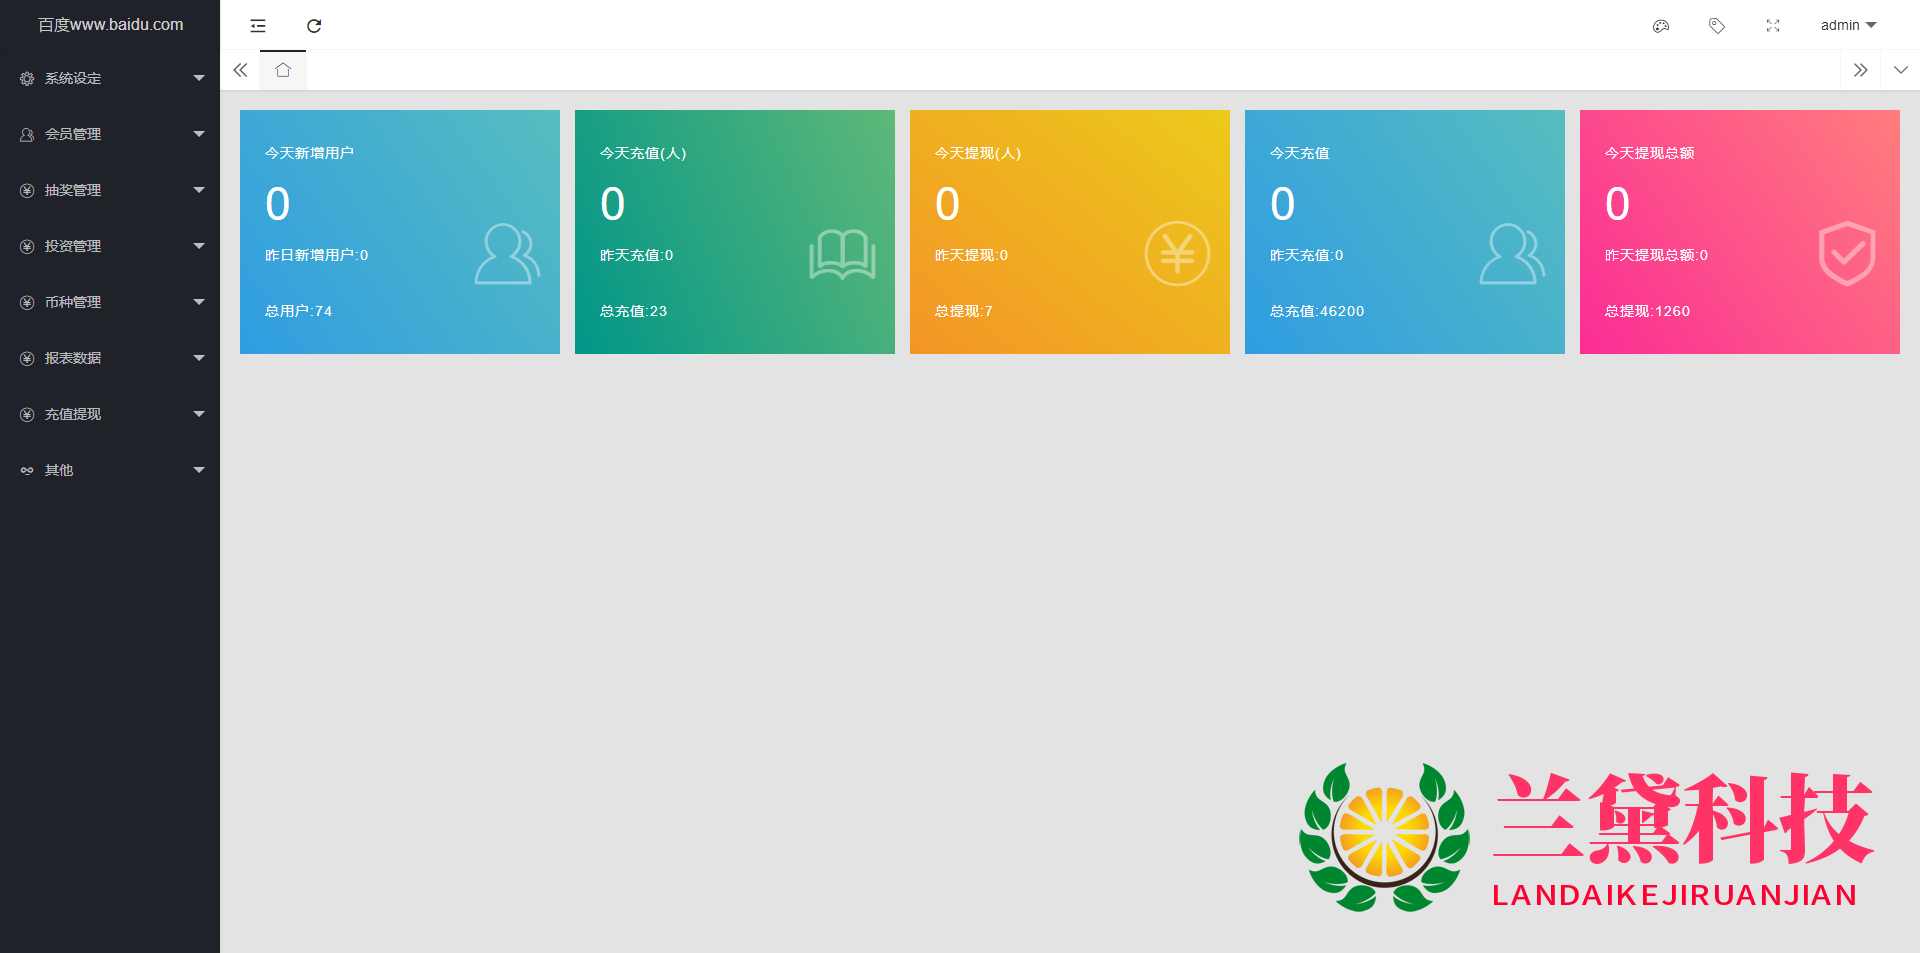 百度www.baidu.com
admin
系统设定
会员管理
抽奖管理
投资管理
币种管理
报表数据
充值提现
其他
今天新增用户
0
昨日新增用户:0
总用户:74
今天充值(人)
0
昨天充值:0
总充值:23
今天提现(人)
0
昨天提现:0
总提现:7
今天充值
0
昨天充值:0
总充值:46200
今天提现总额
0
昨天提现总额:0
总提现:1260
兰黛科技
LANDAIKEJIRUANJIAN